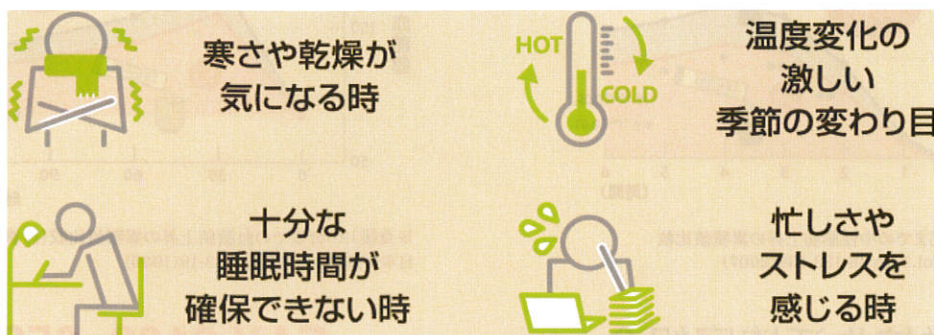 寒さや乾燥が
気になる時
HOT
COLD
温度変化の
激しい
季節の変わり目
十分な
睡眠時間が
確保できない時
忙しさや
ストレスを
感じる時